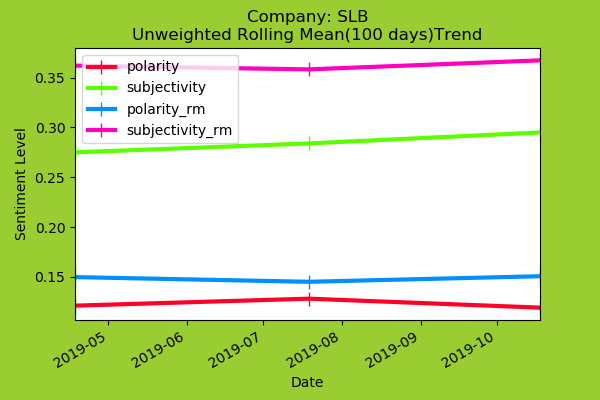 Company: SLB
Unweighted Rolling Mean(100 days)Trend
polarity
subjectivity
polarity_rm
subjectivity_rm
Sentiment Level
0.35
0.30
0.25
0.20
0.15
2019-05
2019-06
2019-07
2019-08
2019-09
2019-10
Date